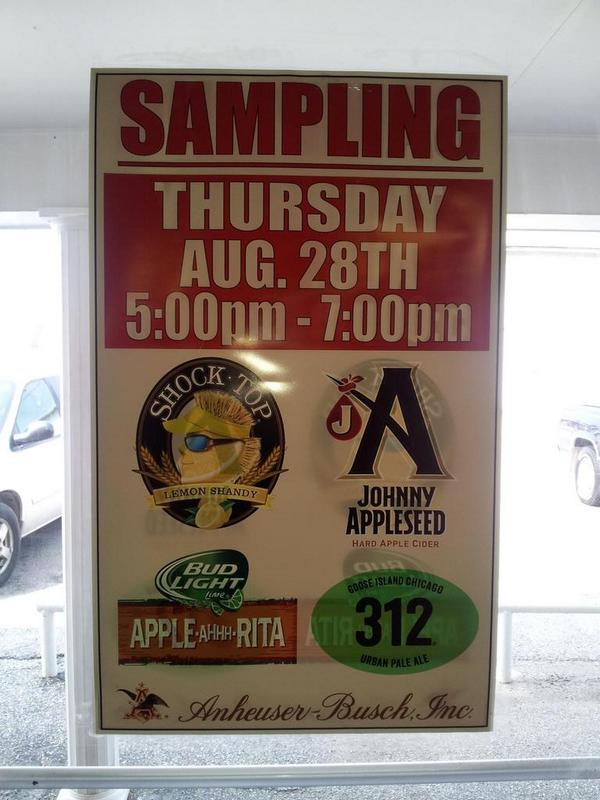 SAMPLING
THURSDAY
AUG. 28TH
5:00pm - 7:00pm
SHOCK · TOP
LEMON SHANDY
J A
JOHNNY
APPLESEED
HARD APPLE CIDER
BUD
LIGHT
Lime
APPLE-AHHH-RITA
GOOSE ISLAND CHICAGO
312
URBAN PALE ALE
A Anheuser-Busch, Inc.